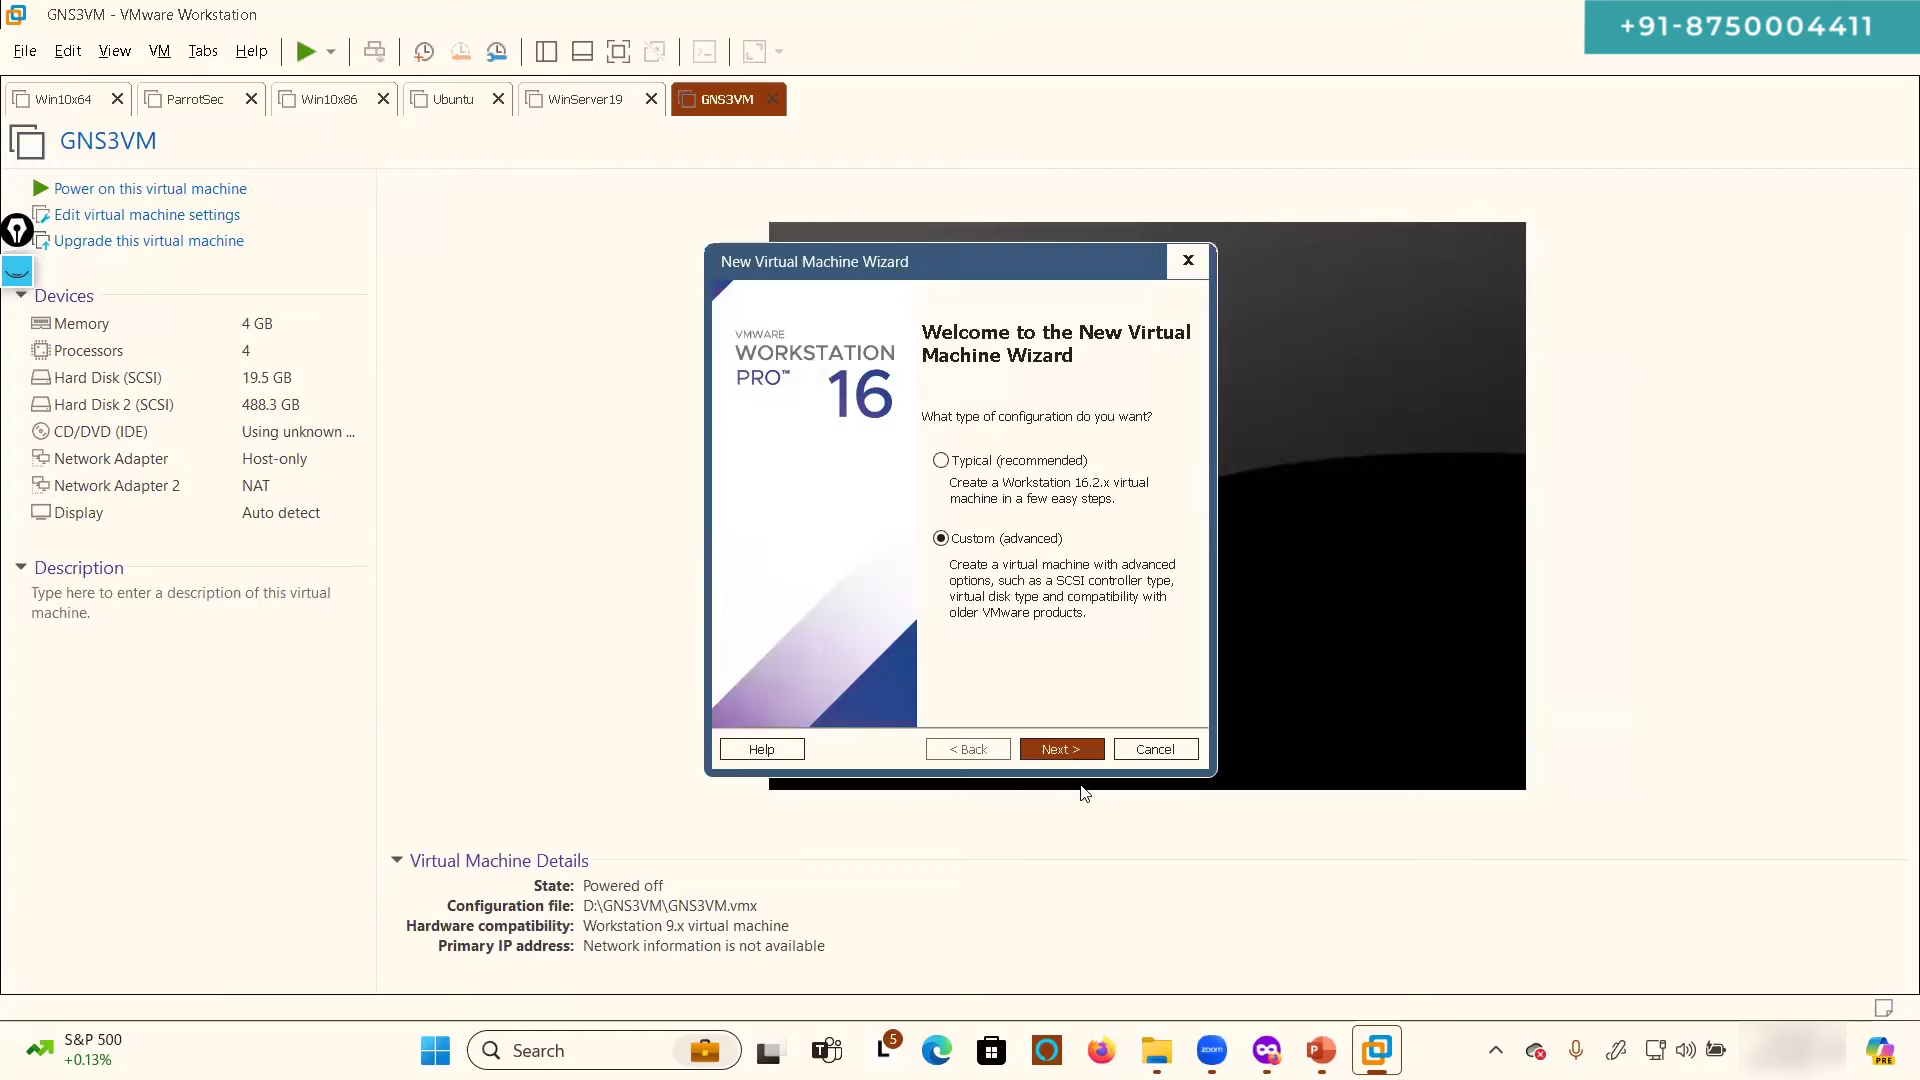 GNS3VM - VMware Workstation
+91-8750004411
File Edit View VM Tabs Help
Win10x64 ParrotSec Win10x86 Ubuntu WinServer19 GNS3VM
GNS3VM
Power on this virtual machine
Edit virtual machine settings
Upgrade this virtual machine
Devices
Memory 4 GB
Processors 4
Hard Disk (SCSI) 19.5 GB
Hard Disk 2 (SCSI) 488.3 GB
CD/DVD (IDE) Using unknown ...
Network Adapter Host-only
Network Adapter 2 NAT
Display Auto detect
Description
Type here to enter a description of this virtual
machine.
New Virtual Machine Wizard
VMWARE
WORKSTATION
PRO™ 16
Welcome to the New Virtual
Machine Wizard
What type of configuration do you want?
Typical (recommended)
Create a Workstation 16.2.x virtual
machine in a few easy steps.
Custom (advanced)
Create a virtual machine with advanced
options, such as a SCSI controller type,
virtual disk type and compatibility with
older VMware products.
Help < Back Next > Cancel
Virtual Machine Details
State: Powered off
Configuration file: D:\GNS3VM\GNS3VM.vmx
Hardware compatibility: Workstation 9.x virtual machine
Primary IP address: Network information is not available
S&P 500
+0.13%
Search
5
zoom
PRE